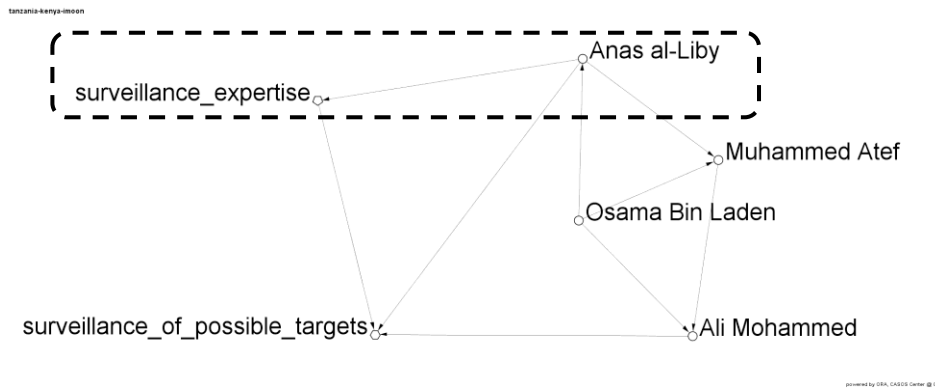 tanzania-kenya-imoon
Anas al-Liby
surveillance_expertise
Muhammed Atef
Osama Bin Laden
surveillance_of_possible_targets
Ali Mohammed
powered by ORA, CASOS Center @